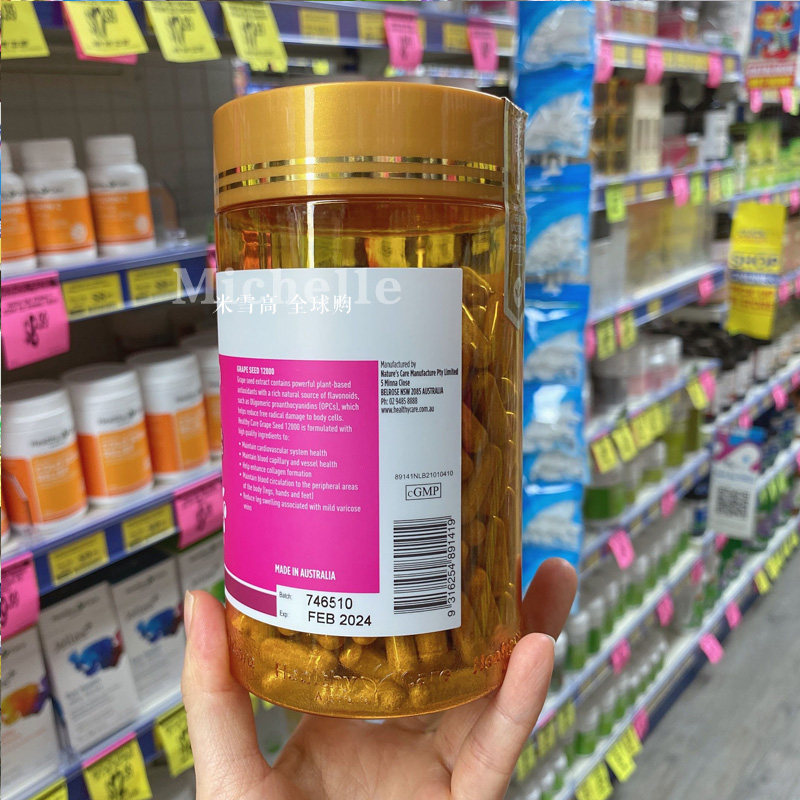 Michelle
米雪高 全球购
GRAPE SEED 12000
Grape seed extract contains powerful plant-based
antioxidants with a rich natural source of flavonoids,
such as Oligomeric proanthocyanidins (OPCs), which
helps reduce free radical damage to body cells.
Healthy Care Grape Seed 12000 is formulated with
high quality ingredients to:
• Maintain cardiovascular system health
• Maintain blood capillary and vessel health
• Help enhance collagen formation
• Maintain blood circulation to the peripheral areas
of the body (legs, hands and feet)
• Reduce leg swelling associated with mild varicose
veins
MADE IN AUSTRALIA
Manufactured by
Nature's Care Manufacture Pty Limited
5 Minna Close
BELROSE NSW 2085 AUSTRALIA
Ph: 02 9485 8888
www.healthycare.com.au
89141NLB21010410
cGMP
9 316254 891419
Batch: 746510
Exp: FEB 2024
Healthy Care